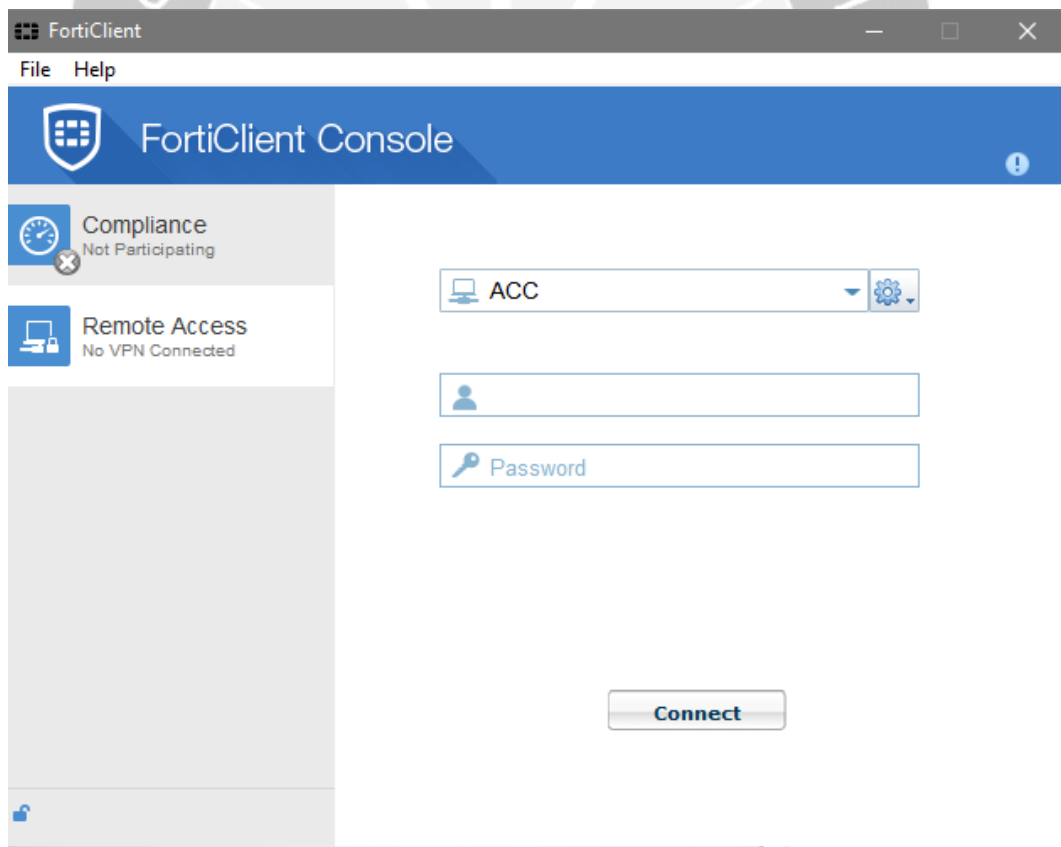 FortiClient
File Help
FortiClient Console
Compliance
Not Participating
Remote Access
No VPN Connected
ACC
Password
Connect